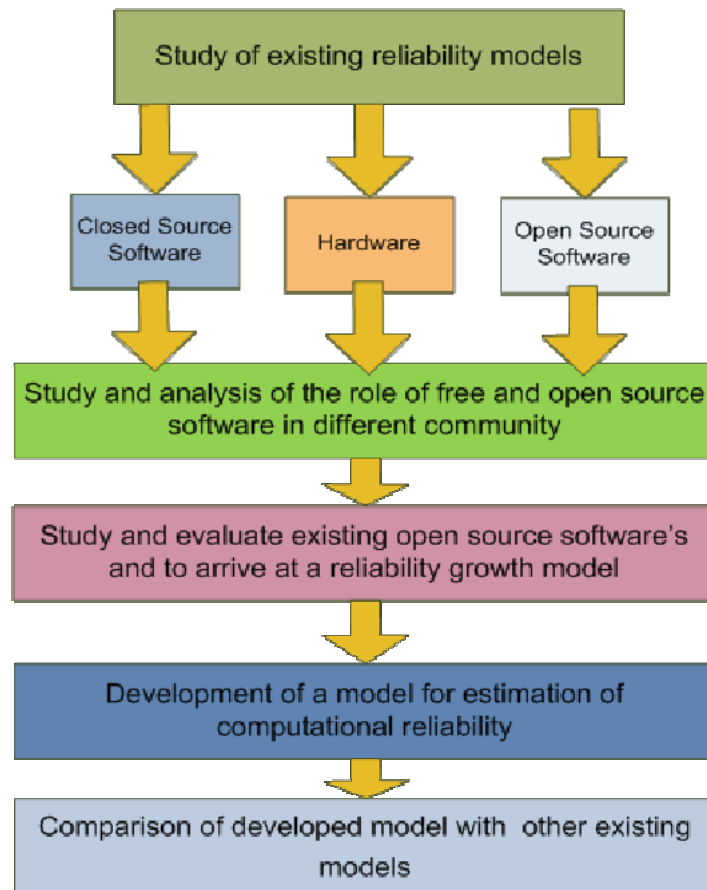 Study of existing reliability models
Closed Source
Software
Hardware
Open Source
Software
Study and analysis of the role of free and open source
software in different community
Study and evaluate existing open source software's
and to arrive at a reliability growth model
Development of a model for estimation of
computational reliability
Comparison of developed model with other existing
models